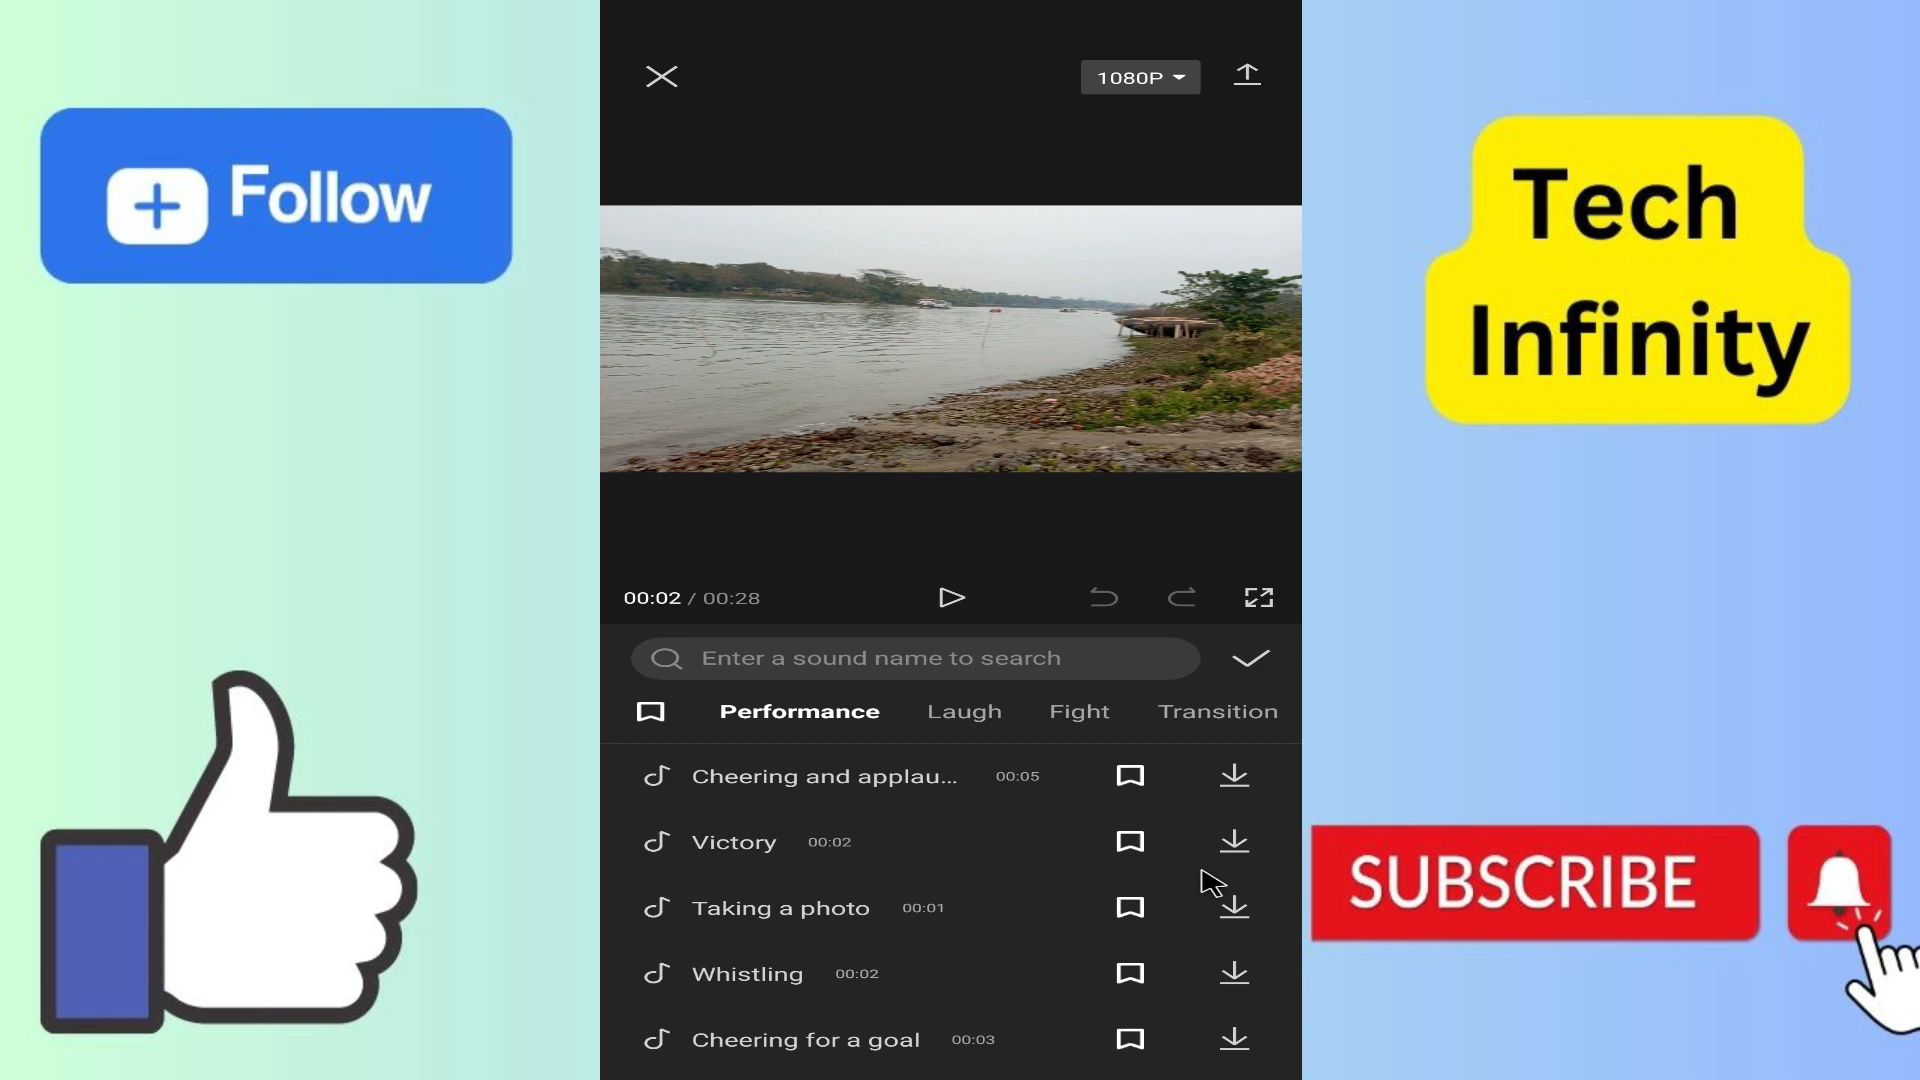 Follow
1080P
Tech
Infinity
00:02 / 00:28
Enter a sound name to search
Performance Laugh Fight Transition
Cheering and applau... 00:05
Victory 00:02
Taking a photo 00:01
Whistling 00:02
Cheering for a goal 00:03
SUBSCRIBE